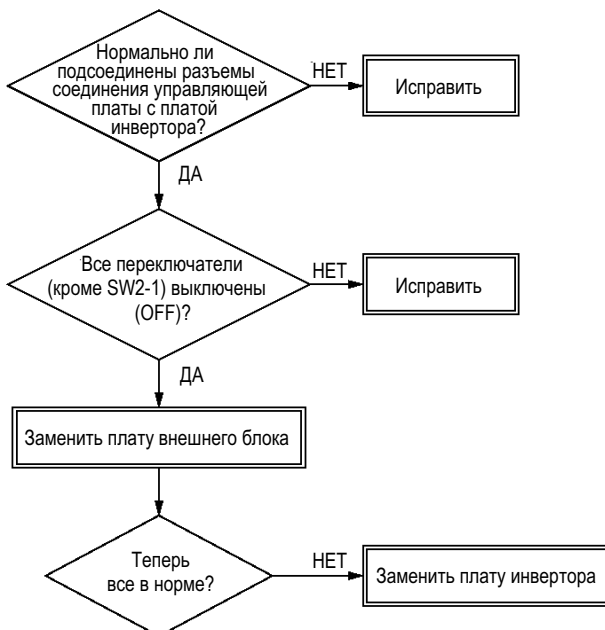 Нормально ли
подсоединены разъемы
соединения управляющей
платы с платой
инвертора?
НЕТ
Исправить
ДА
Все переключатели
(кроме SW2-1) выключены
(OFF)?
НЕТ
Исправить
ДА
Заменить плату внешнего блока
Теперь
все в норме?
НЕТ
Заменить плату инвертора